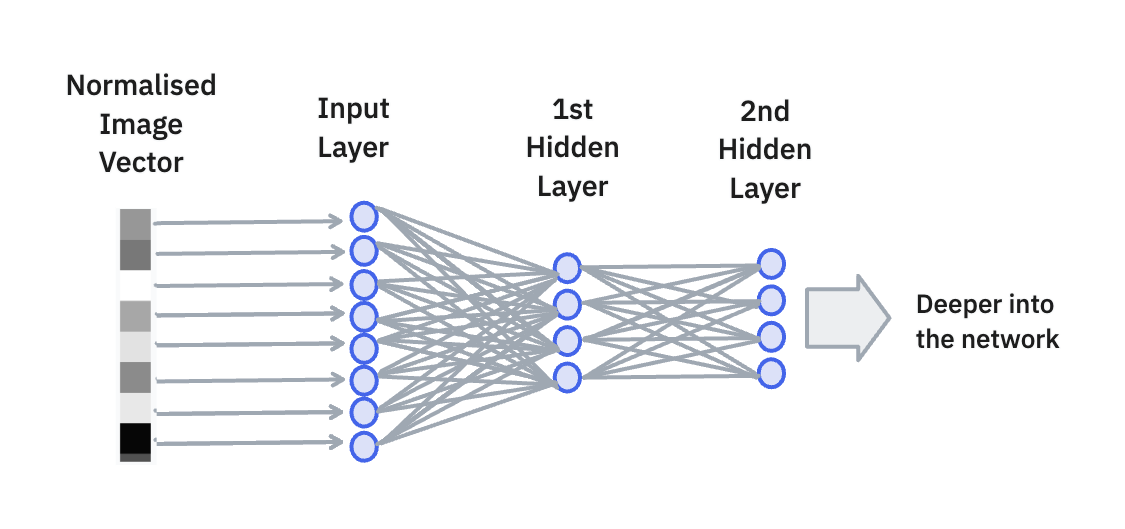 Normalised
Image
Vector
Input
Layer
1st
Hidden
Layer
2nd
Hidden
Layer
Deeper into
the network